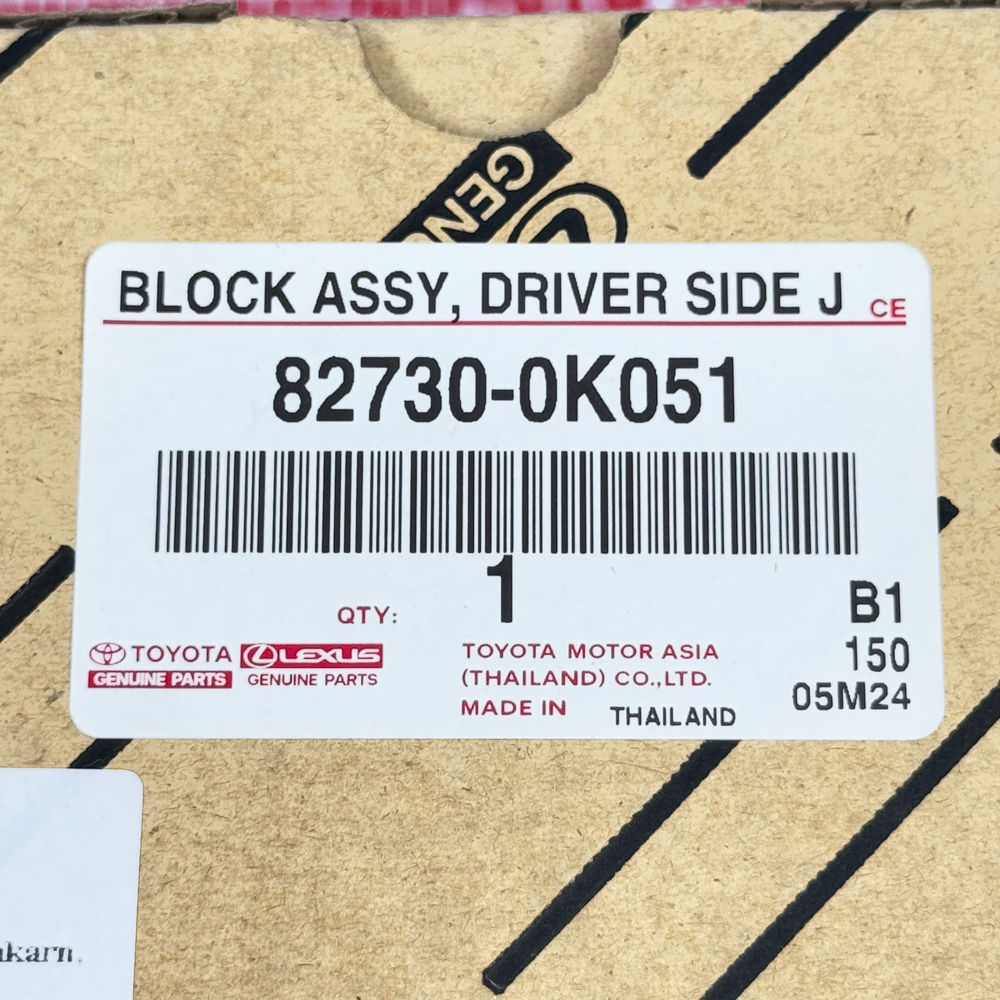 BLOCK ASSY, DRIVER SIDE J CE
82730-0K051
1
QTY:
B1
TOYOTA LEXUS
GENUINE PARTS GENUINE PARTS
TOYOTA MOTOR ASIA
(THAILAND) CO.,LTD.
MADE IN THAILAND
150
05M24